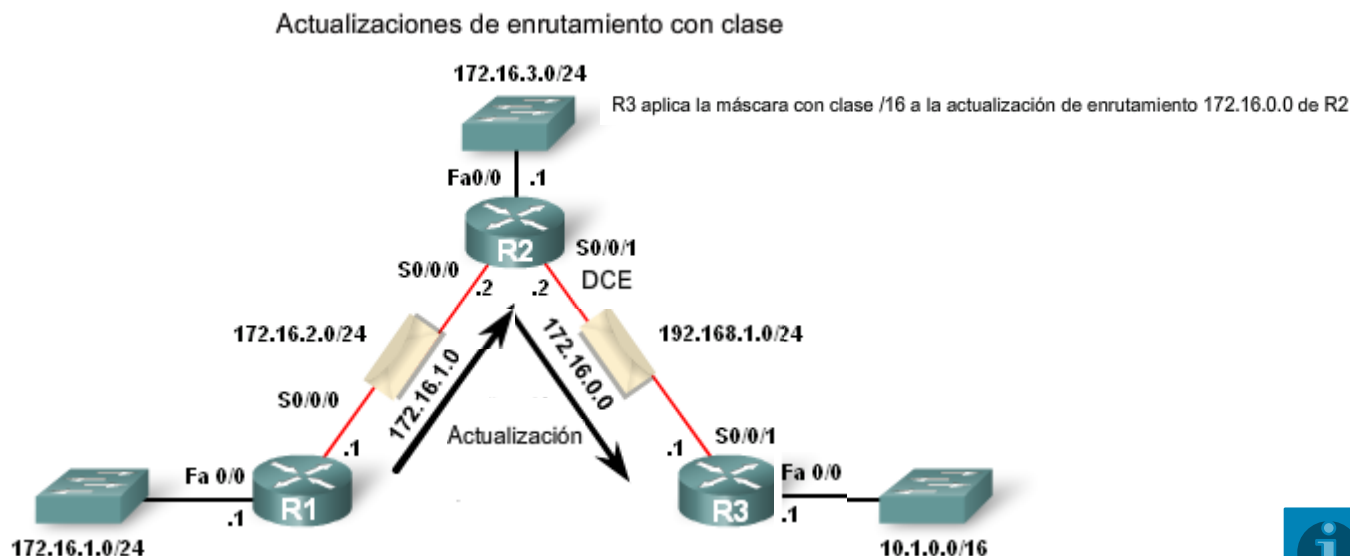 Actualizaciones de enrutamiento con clase
172.16.3.0/24
R3 aplica la máscara con clase /16 a la actualización de enrutamiento 172.16.0.0 de R2
Fa0/0
.1
R2
S0/0/0
S0/0/1
DCE
.2
.2
172.16.2.0/24
192.168.1.0/24
172.16.1.0
172.16.0.0
S0/0/0
Actualización
.1
.1
S0/0/1
Fa 0/0
Fa 0/0
R1
R3
.1
.1
172.16.1.0/24
10.1.0.0/16